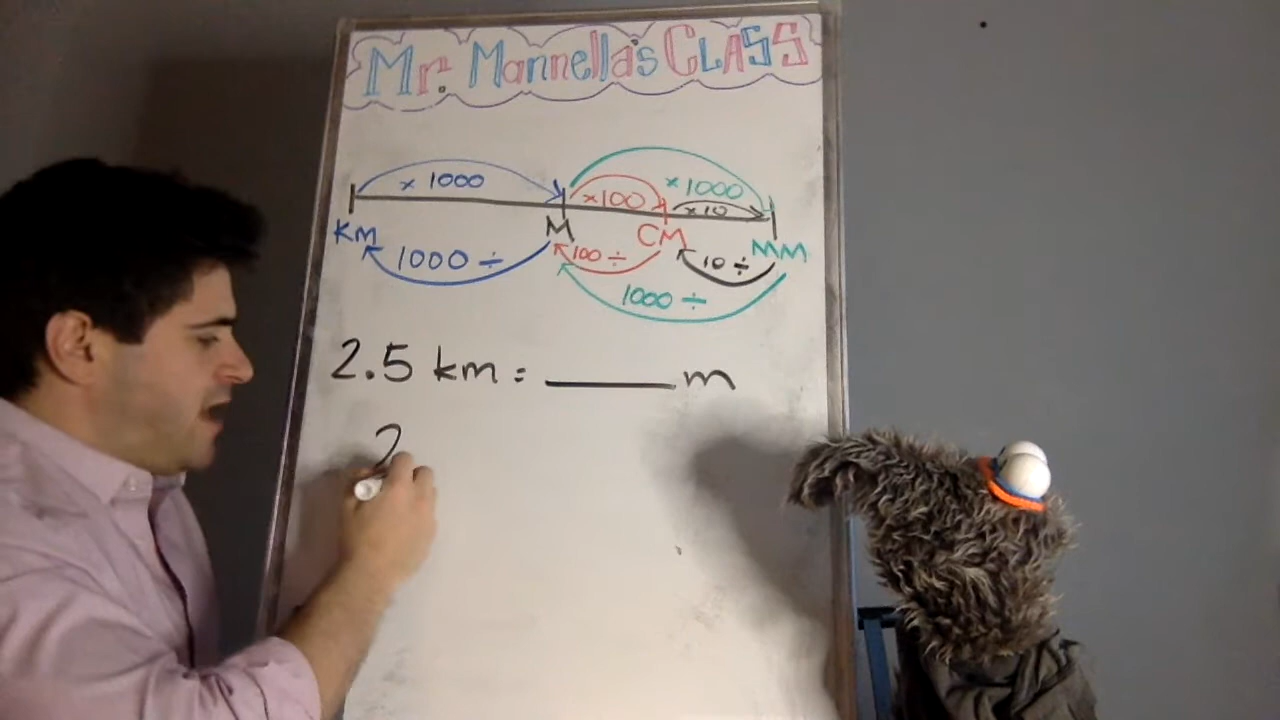 Mr. Mannella's CLASS
× 1000
×100
×1000
×10
KM
M
CM
MM
1000 ÷
100 ÷
10 ÷
1000 ÷
2.5 km = _____ m
2